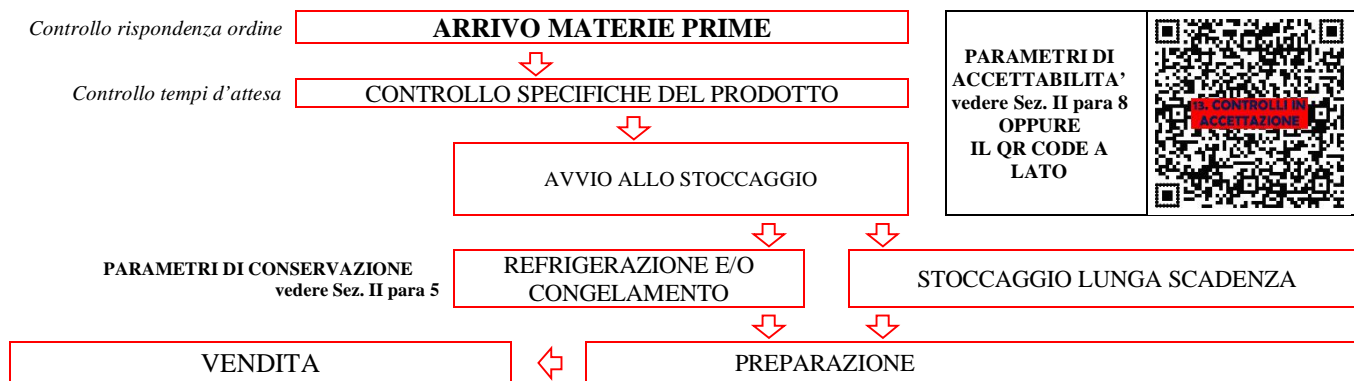 Controllo rispondenza ordine
ARRIVO MATERIE PRIME
Controllo tempi d'attesa
CONTROLLO SPECIFICHE DEL PRODOTTO
PARAMETRI DI
ACCETTABILITA'
vedere Sez. II para 8
OPPURE
IL QR CODE A
LATO
13. CONTROLLI IN
ACCETTAZIONE
AVVIO ALLO STOCCAGGIO
PARAMETRI DI CONSERVAZIONE
vedere Sez. II para 5
REFRIGERAZIONE E/O
CONGELAMENTO
STOCCAGGIO LUNGA SCADENZA
VENDITA
PREPARAZIONE